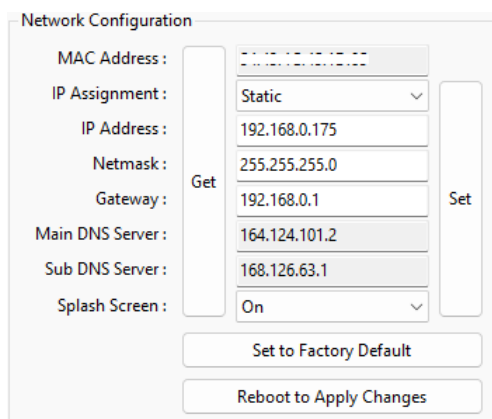 Network Configuration
MAC Address :
IP Assignment : Static
IP Address : 192.168.0.175
Netmask : 255.255.255.0
Get
Gateway : 192.168.0.1
Set
Main DNS Server : 164.124.101.2
Sub DNS Server : 168.126.63.1
Splash Screen : On
Set to Factory Default
Reboot to Apply Changes